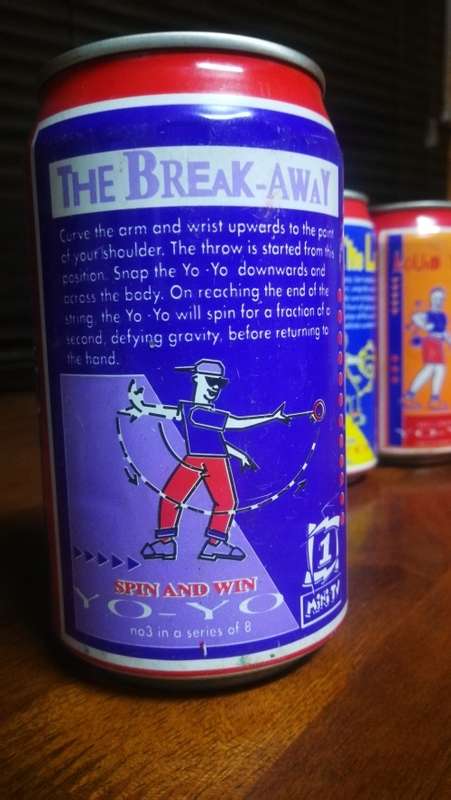 THE BREAK-AWAY
Curve the arm and wrist upwards to the point
of your shoulder. The throw is started from this
position. Snap the Yo-Yo downwards and
across the body. On reaching the end of the
string, the Yo-Yo will spin for a fraction of a
second, defying gravity, before returning to
the hand.
SPIN AND WIN
YO-YO
no3 in a series of 8
1